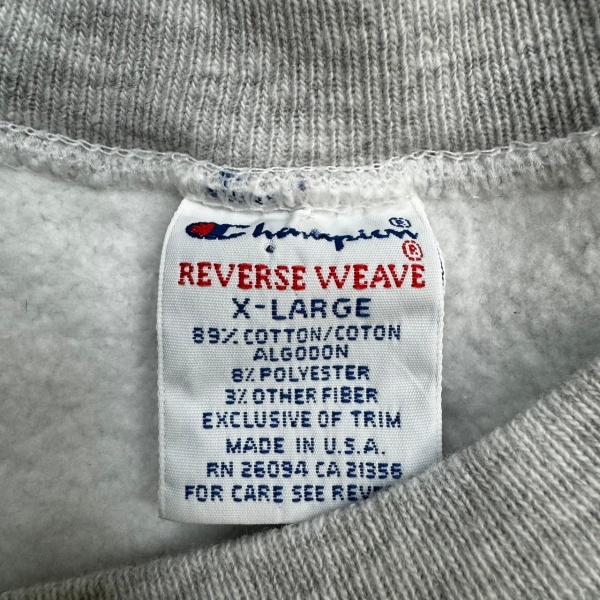 Champion®
REVERSE WEAVE®
X-LARGE
89% COTTON/COTON
ALGODON
8% POLYESTER
3% OTHER FIBER
EXCLUSIVE OF TRIM
MADE IN U.S.A.
RN 26094 CA 21356
FOR CARE SEE REVE